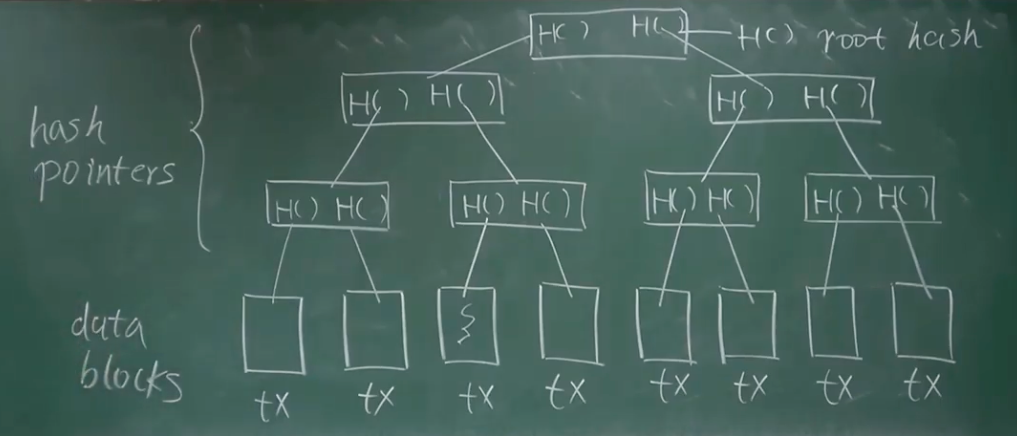 H( ) H( ) H( ) root hash
H( ) H( ) H( ) H( )
hash
pointers
H( ) H( ) H( ) H( ) H( ) H( ) H( ) H( )
data
blocks
tx tx tx tx tx tx tx tx